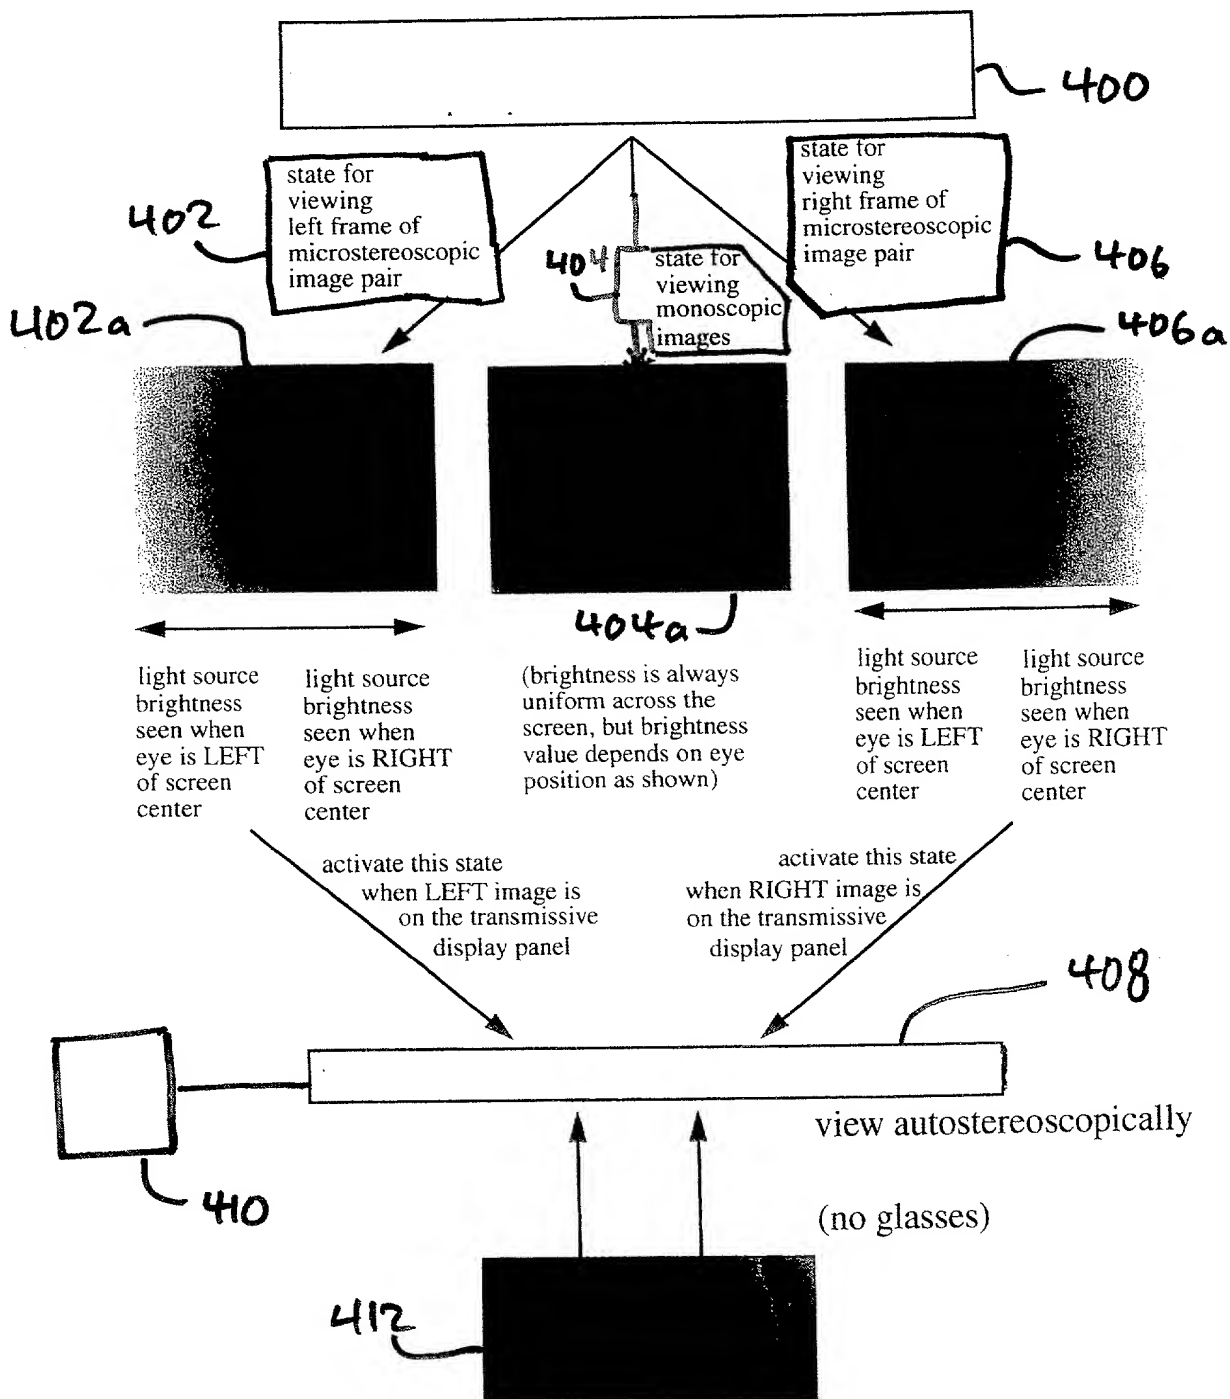 400
state for
viewing
left frame of
microstereoscopic
image pair
402
404
state for
viewing
monoscopic
images
state for
viewing
right frame of
microstereoscopic
image pair
406
402a
406a
404a
light source
brightness
seen when
eye is LEFT
of screen
center
light source
brightness
seen when
eye is RIGHT
of screen
center
(brightness is always
uniform across the
screen, but brightness
value depends on eye
position as shown)
light source
brightness
seen when
eye is LEFT
of screen
center
light source
brightness
seen when
eye is RIGHT
of screen
center
activate this state
when LEFT image is
on the transmissive
display panel
activate this state
when RIGHT image is
on the transmissive
display panel
408
410
view autostereoscopically
(no glasses)
412